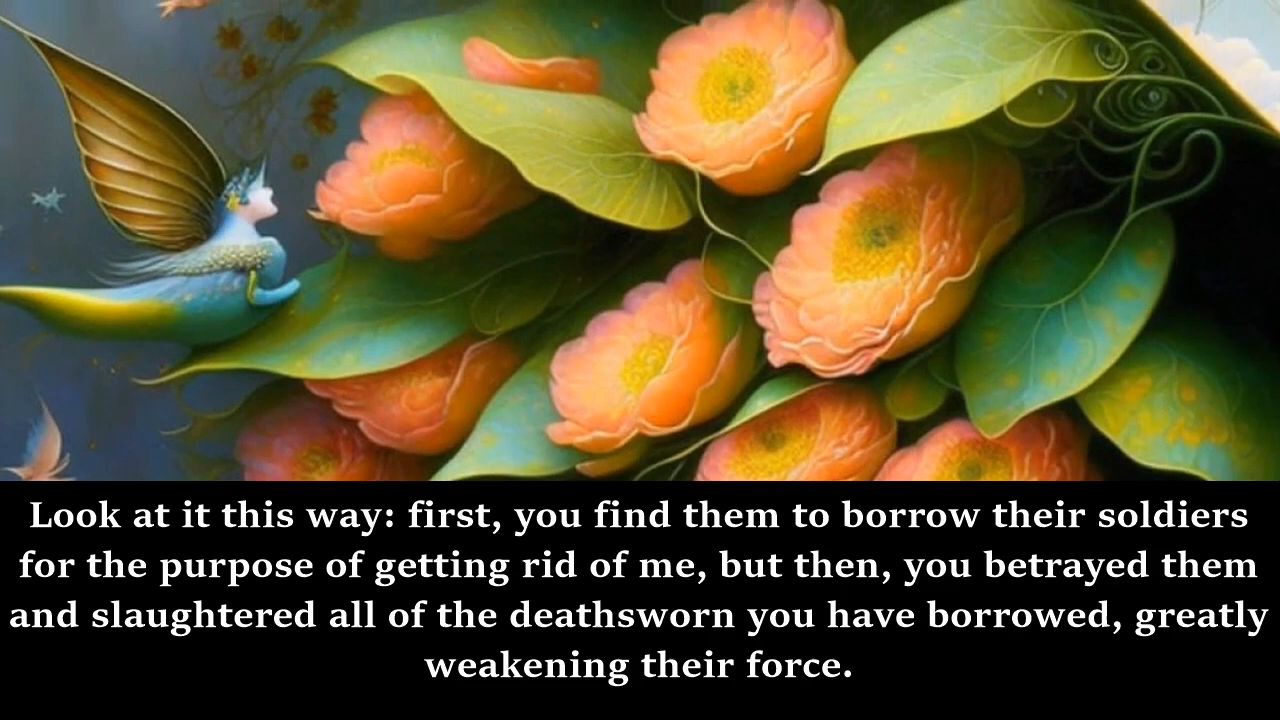 Look at it this way: first, you find them to borrow their soldiers
for the purpose of getting rid of me, but then, you betrayed them
and slaughtered all of the deathsworn you have borrowed, greatly
weakening their force.